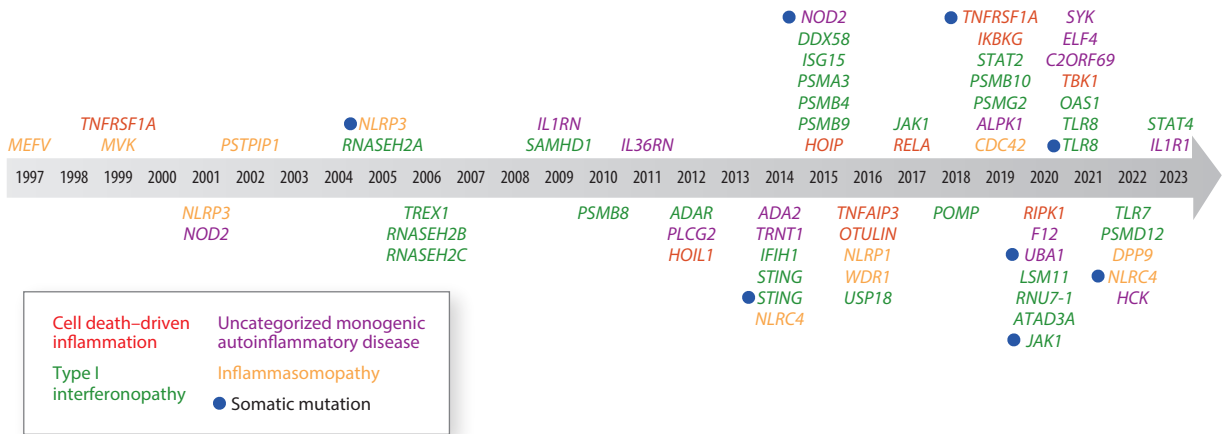 NOD2
TNFRSF1A
SYK
DDX58
IKBKG
ELF4
ISG15
STAT2
C2ORF69
PSMA3
PSMB10
TBK1
PSMB4
PSMG2
OAS1
TNFRSF1A
NLRP3
IL1RN
PSMB9
JAK1
ALPK1
TLR8
STAT4
MEFV
MVK
PSTPIP1
RNASEH2A
SAMHD1
IL36RN
HOIP
RELA
CDC42
TLR8
IL1R1
1997 1998 1999 2000 2001 2002 2003 2004 2005 2006 2007 2008 2009 2010 2011 2012 2013 2014 2015 2016 2017 2018 2019 2020 2021 2022 2023
NLRP3
TREX1
PSMB8
ADAR
ADA2
TNFAIP3
POMP
RIPK1
TLR7
NOD2
RNASEH2B
PLCG2
TRNT1
OTULIN
F12
PSMD12
RNASEH2C
HOIL1
IFIH1
NLRP1
UBA1
DPP9
STING
WDR1
LSM11
NLRC4
STING
USP18
RNU7-1
HCK
NLRC4
ATAD3A
JAK1
Cell death–driven
inflammation
Uncategorized monogenic
autoinflammatory disease
Type I
interferonopathy
Inflammasomopathy
Somatic mutation